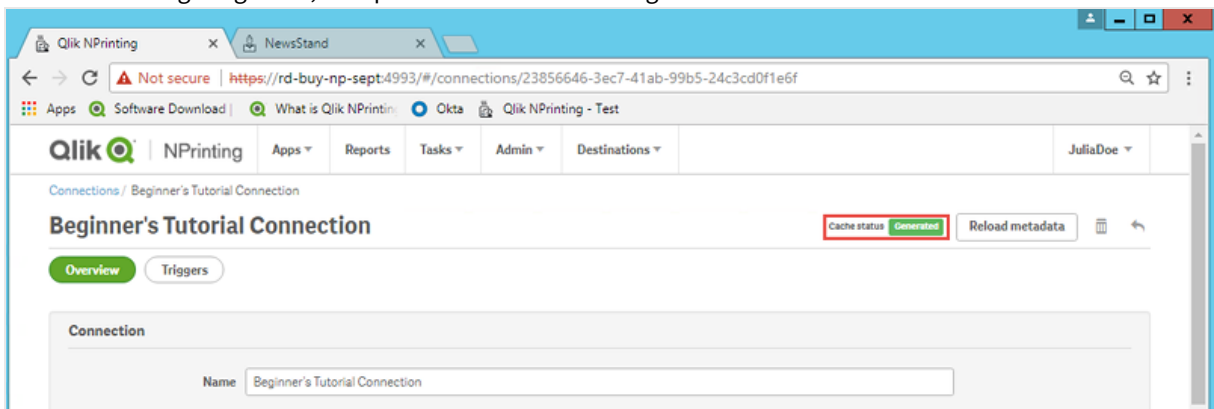 Qlik NPrinting
NewsStand
Not secure https://rd-buy-np-sept:4993/#/connections/23856646-3ec7-41ab-99b5-24c3cd0f1e6f
Apps Software Download | What is Qlik NPrinting Okta Qlik NPrinting - Test
Qlik NPrinting Apps Reports Tasks Admin Destinations JuliaDoe
Connections / Beginner's Tutorial Connection
Beginner's Tutorial Connection Cache status Generated Reload metadata
Overview Triggers
Connection
Name Beginner's Tutorial Connection